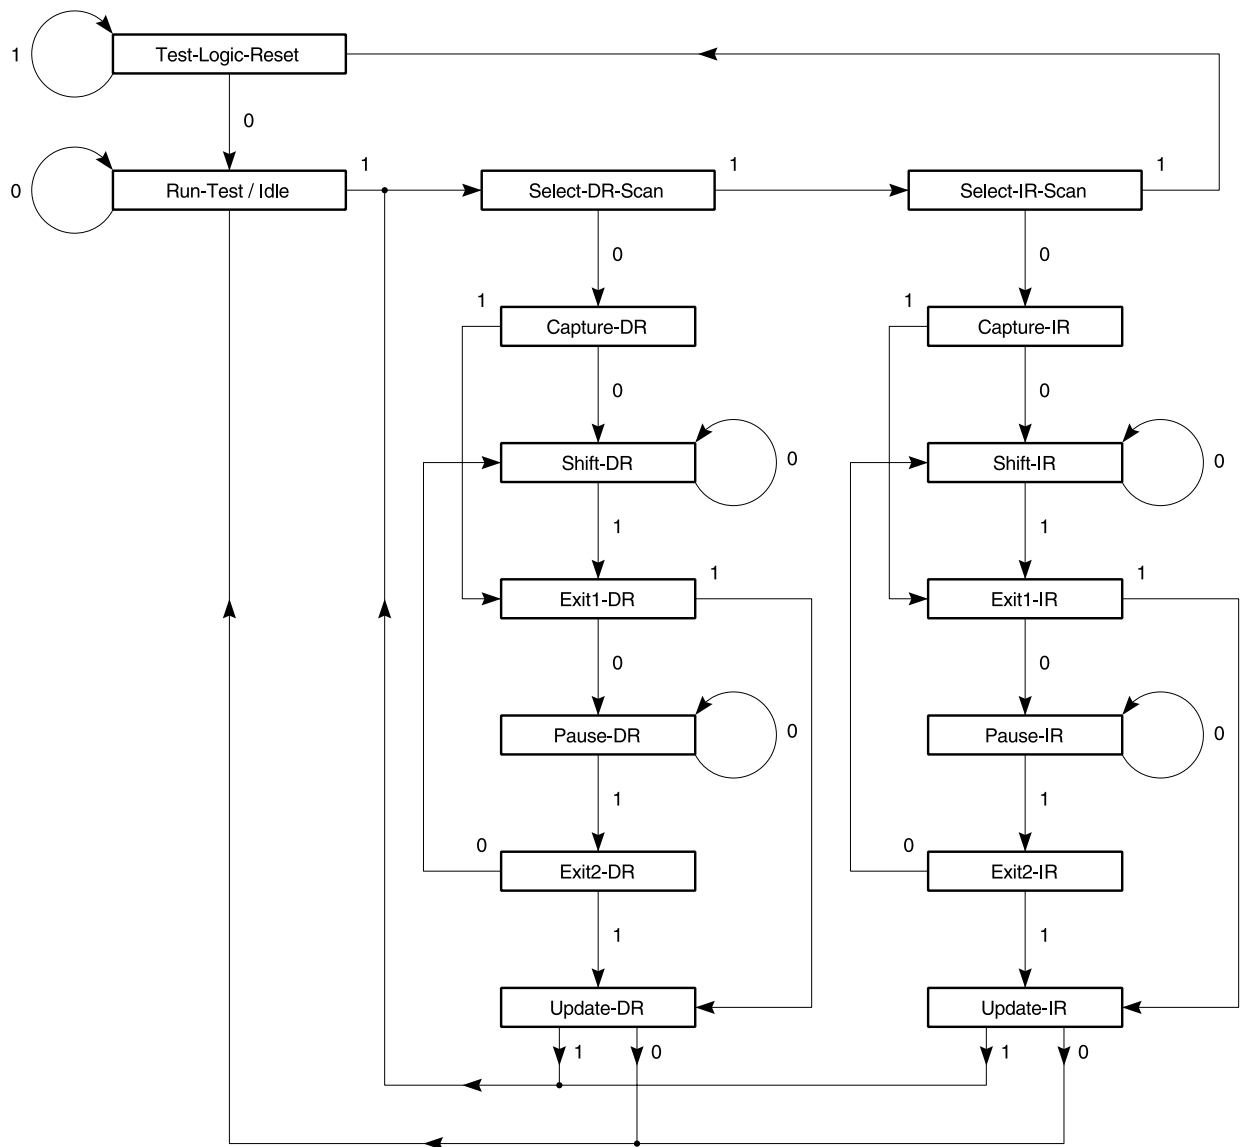 1
Test-Logic-Reset
0
0
Run-Test / Idle
1
Select-DR-Scan
1
Select-IR-Scan
1
0
0
1
Capture-DR
1
Capture-IR
0
0
Shift-DR
0
Shift-IR
0
1
1
Exit1-DR
1
Exit1-IR
1
0
0
Pause-DR
0
Pause-IR
0
1
1
0
Exit2-DR
0
Exit2-IR
1
1
Update-DR
Update-IR
1
0
1
0